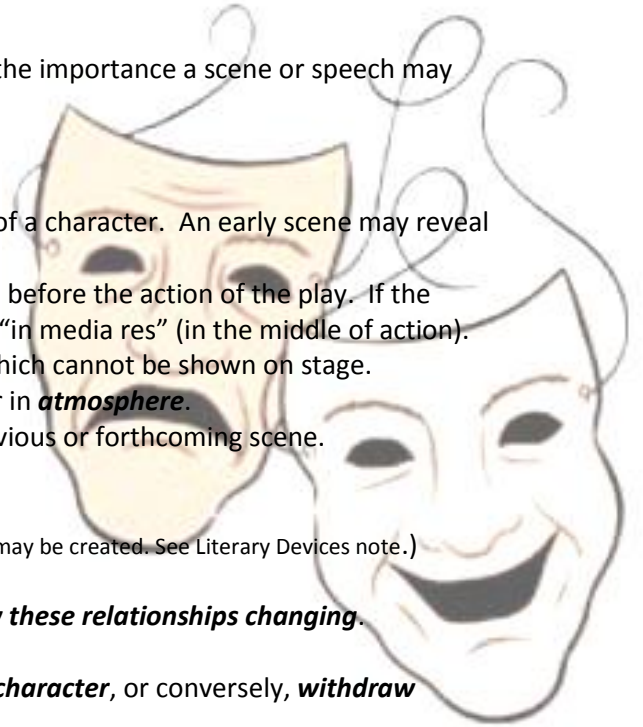 the importance a scene or speech may
of a character.  An early scene may reveal
before the action of the play.  If the
“in media res” (in the middle of action).
which cannot be shown on stage.
in atmosphere.
vious or forthcoming scene.
may be created. See Literary Devices note.)
these relationships changing.
character, or conversely, withdraw